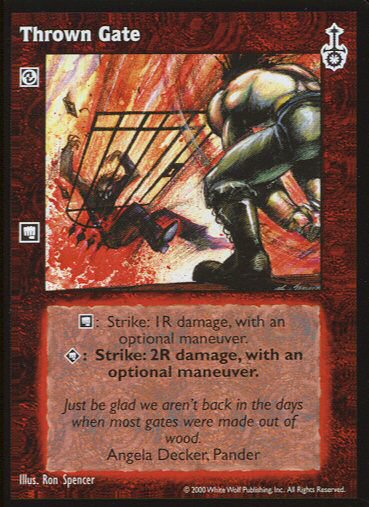 Thrown Gate
: Strike: 1R damage, with an
optional maneuver.
: Strike: 2R damage, with an
optional maneuver.
Just be glad we aren't back in the days
when most gates were made out of
wood.
Angela Decker, Pander
Illus. Ron Spencer
© 2000 White Wolf Publishing, Inc. All Rights Reserved.